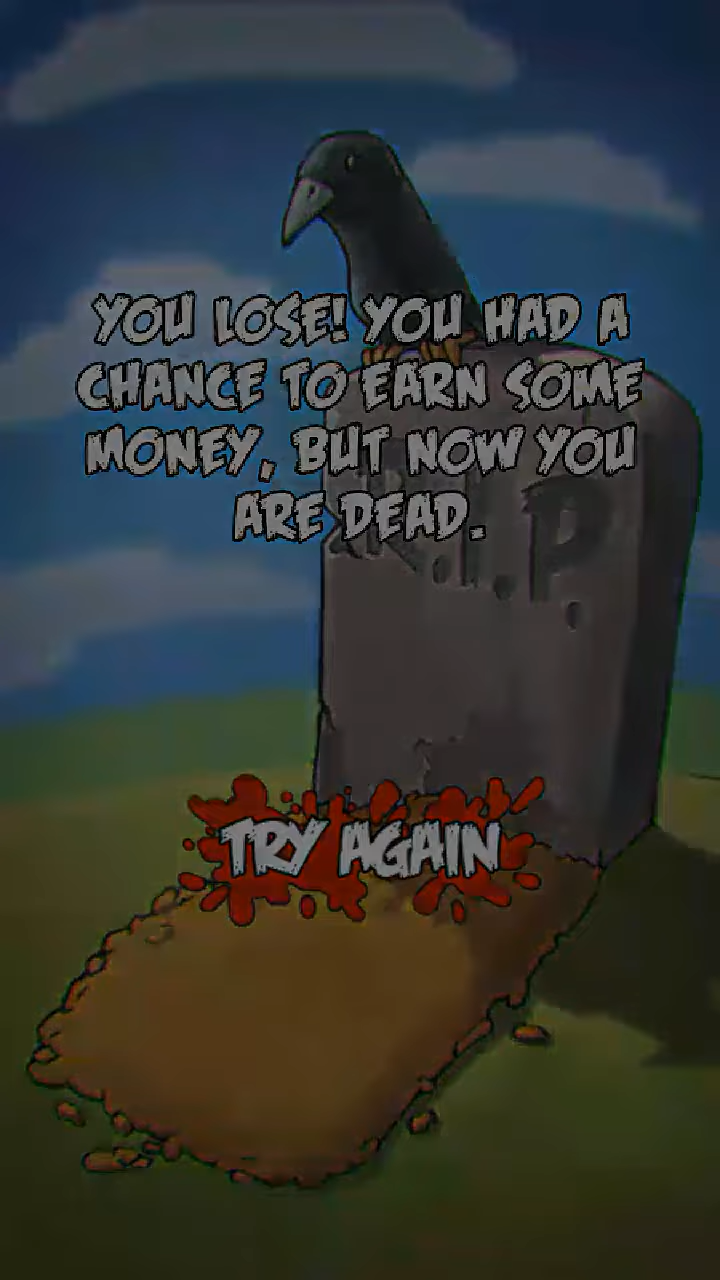 YOU LOSE! YOU HAD A
CHANCE TO EARN SOME
MONEY, BUT NOW YOU
ARE DEAD.
R.I.P.
TRY AGAIN